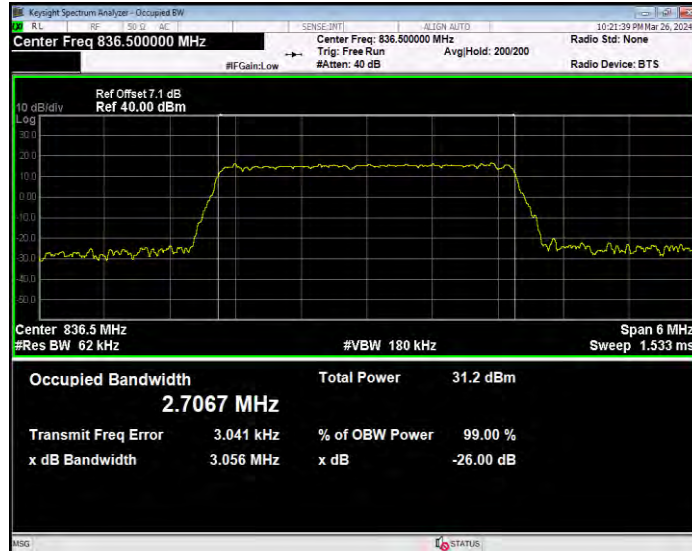 Keysight Spectrum Analyzer - Occupied BW
RL RF 50 Ω AC SENSE:INT ALIGN AUTO 10:21:39 PM Mar 26, 2024
Center Freq 836.500000 MHz Center Freq: 836.500000 MHz Radio Std: None
Trig: Free Run Avg|Hold: 200/200
#IFGain:Low #Atten: 40 dB Radio Device: BTS
Ref Offset 7.1 dB
10 dB/div Ref 40.00 dBm
Log
30.0
20.0
10.0
0.00
-10.0
-20.0
-30.0
-40.0
-50.0
Center 836.5 MHz Span 6 MHz
#Res BW 62 kHz #VBW 180 kHz Sweep 1.533 ms
Occupied Bandwidth Total Power 31.2 dBm
2.7067 MHz
Transmit Freq Error 3.041 kHz % of OBW Power 99.00 %
x dB Bandwidth 3.056 MHz x dB -26.00 dB
MSG STATUS